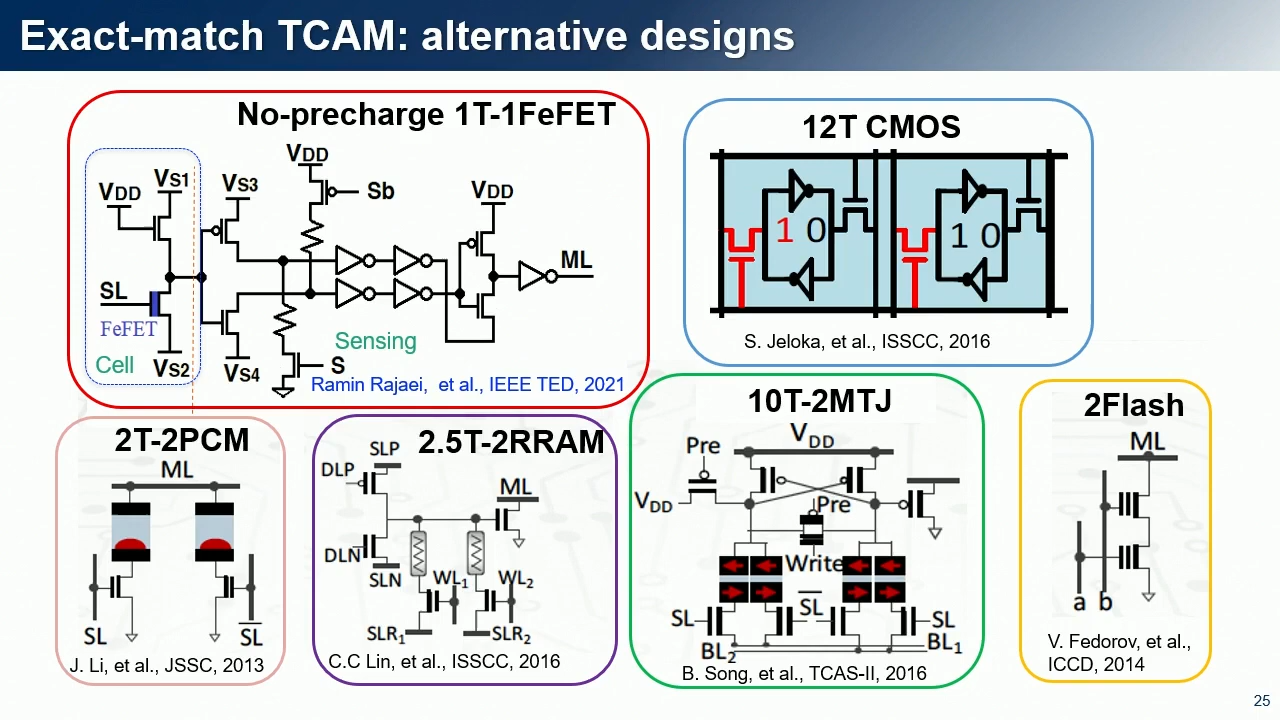 Exact-match TCAM: alternative designs
No-precharge 1T-1FeFET
VDD
VS1
VS3
VDD
Sb
VDD
SL
FeFET
Cell
VS2
VS4
S
Sensing
ML
Ramin Rajaei, et al., IEEE TED, 2021
12T CMOS
1 0
1 0
S. Jeloka, et al., ISSCC, 2016
2T-2PCM
ML
SL
SL
J. Li, et al., JSSC, 2013
2.5T-2RRAM
SLP
DLP
ML
DLN
SLN
WL1
WL2
SLR1
SLR2
C.C Lin, et al., ISSCC, 2016
10T-2MTJ
VDD
Pre
VDD
Pre
Write
SL
SL
SL
BL1
BL2
B. Song, et al., TCAS-II, 2016
2Flash
ML
a b
V. Fedorov, et al.,
ICCD, 2014
25